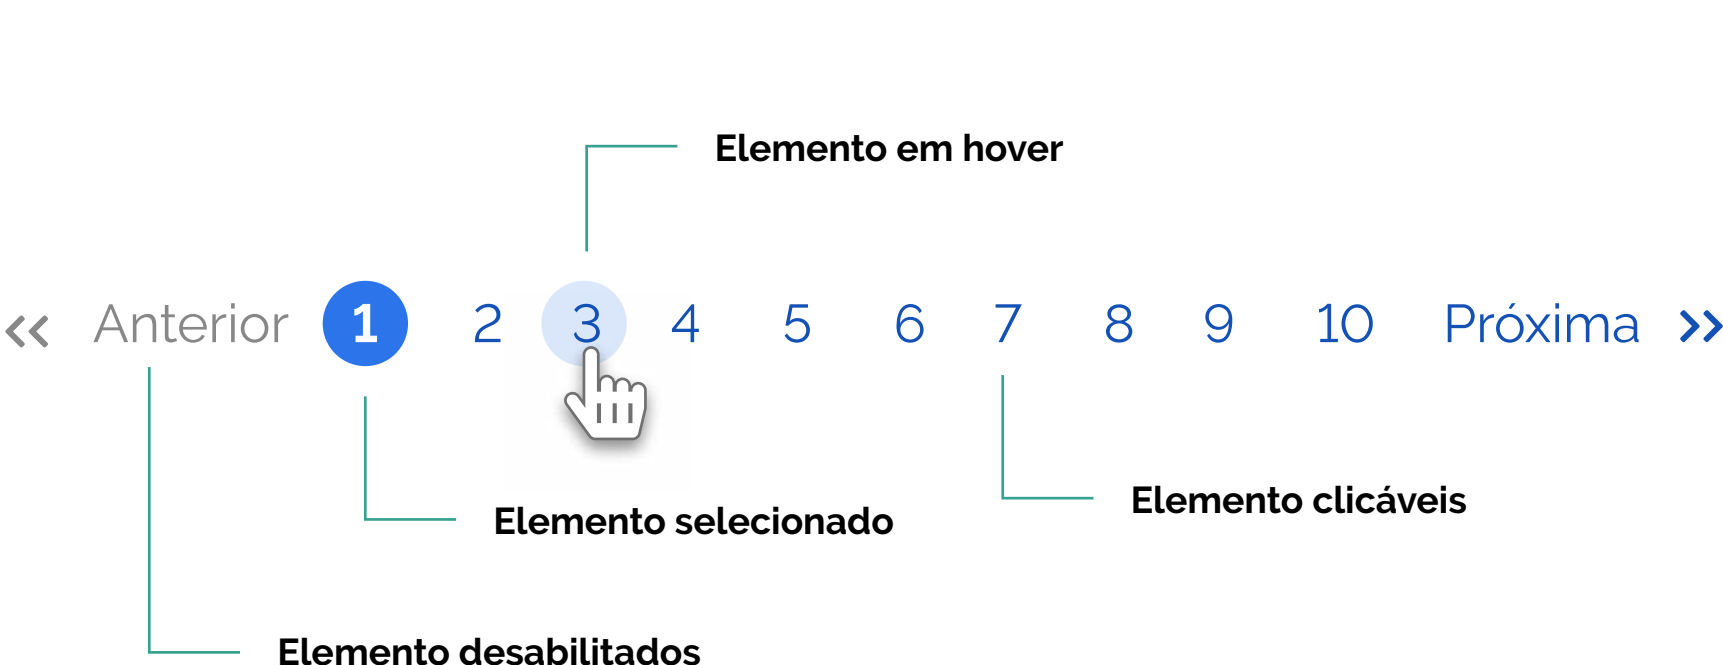 Elemento em hover
« Anterior 1 2 3 4 5 6 7 8 9 10 Próxima »
Elemento clicáveis
Elemento selecionado
Elemento desabilitados